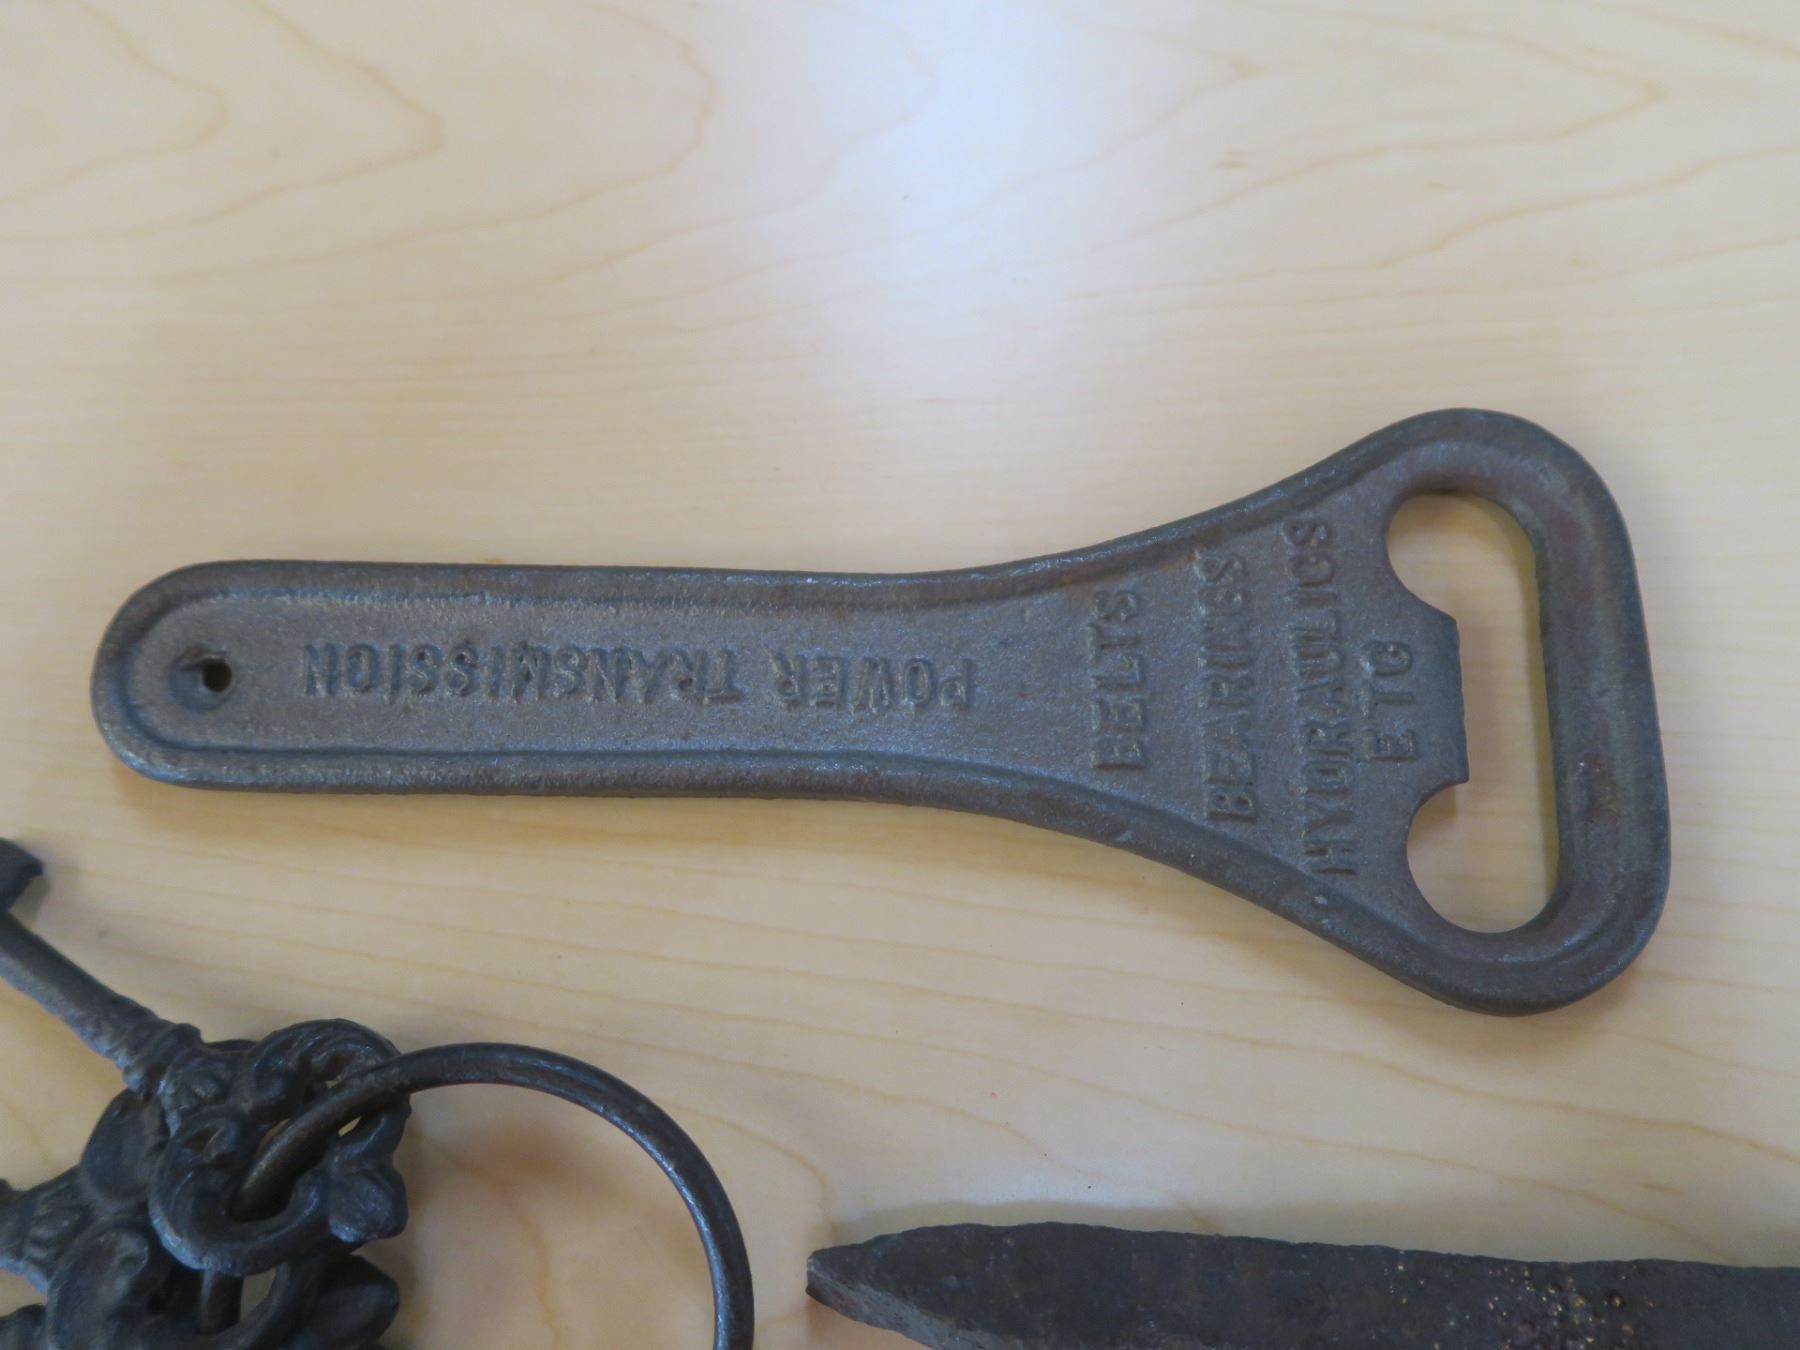 POWER TRANSMISSION
BELTS
BEARINGS
HYDRAULICS
ETC